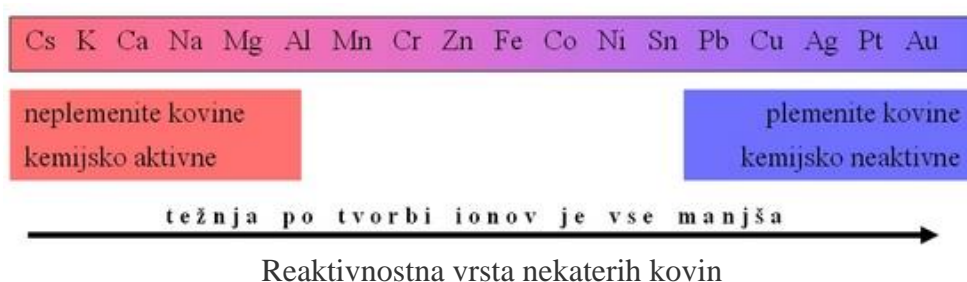 Cs K Ca Na Mg Al Mn Cr Zn Fe Co Ni Sn Pb Cu Ag Pt Au
neplemenite kovine
kemijsko aktivne
plemenite kovine
kemijsko neaktivne
težnja po tvorbi ionov je vse manjša
Reaktivnostna vrsta nekaterih kovin